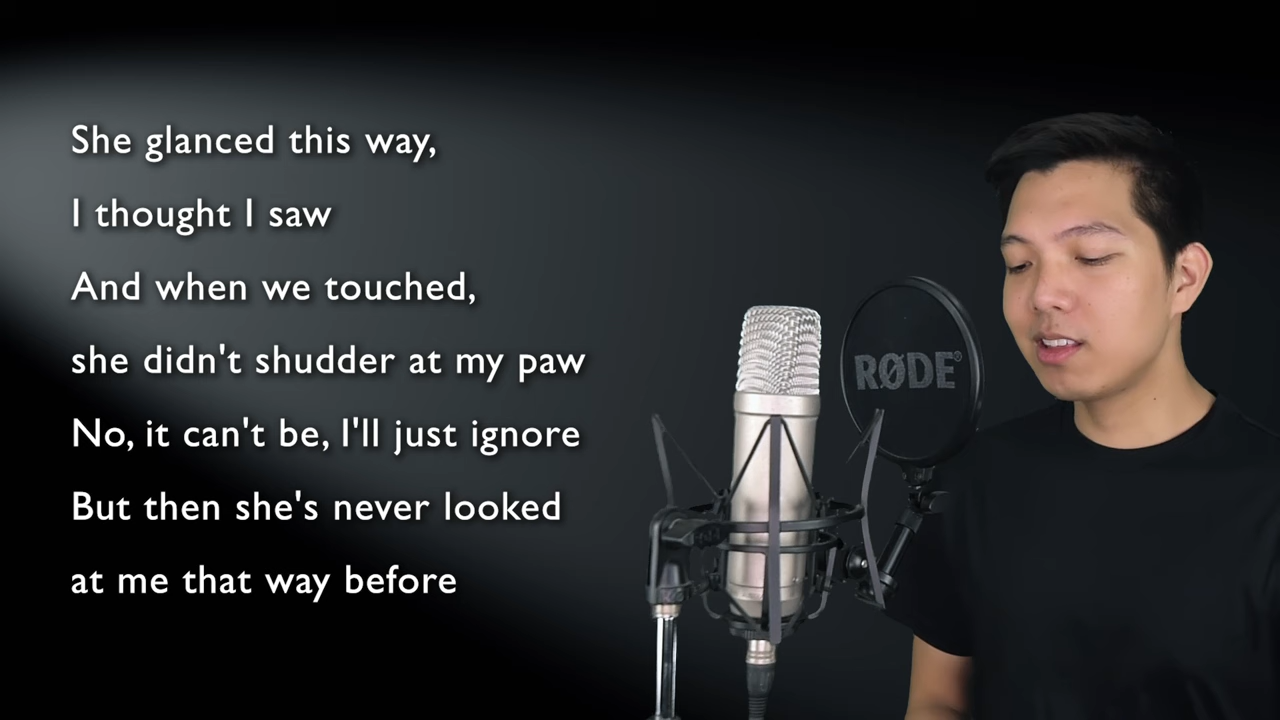 She glanced this way,
I thought I saw
And when we touched,
she didn't shudder at my paw
No, it can't be, I'll just ignore
But then she's never looked
at me that way before
RØDE®